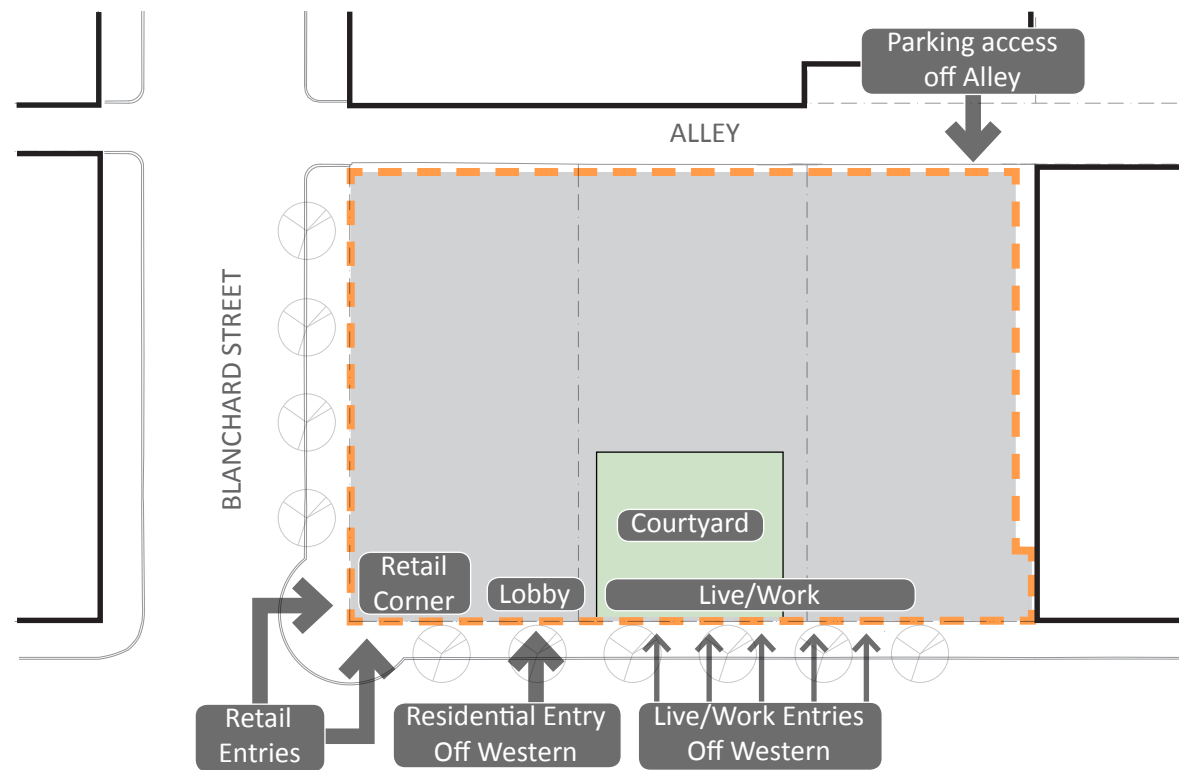 Parking access
off Alley
ALLEY
BLANCHARD STREET
Courtyard
Retail
Corner
Lobby
Live/Work
Retail
Entries
Residential Entry
Off Western
Live/Work Entries
Off Western